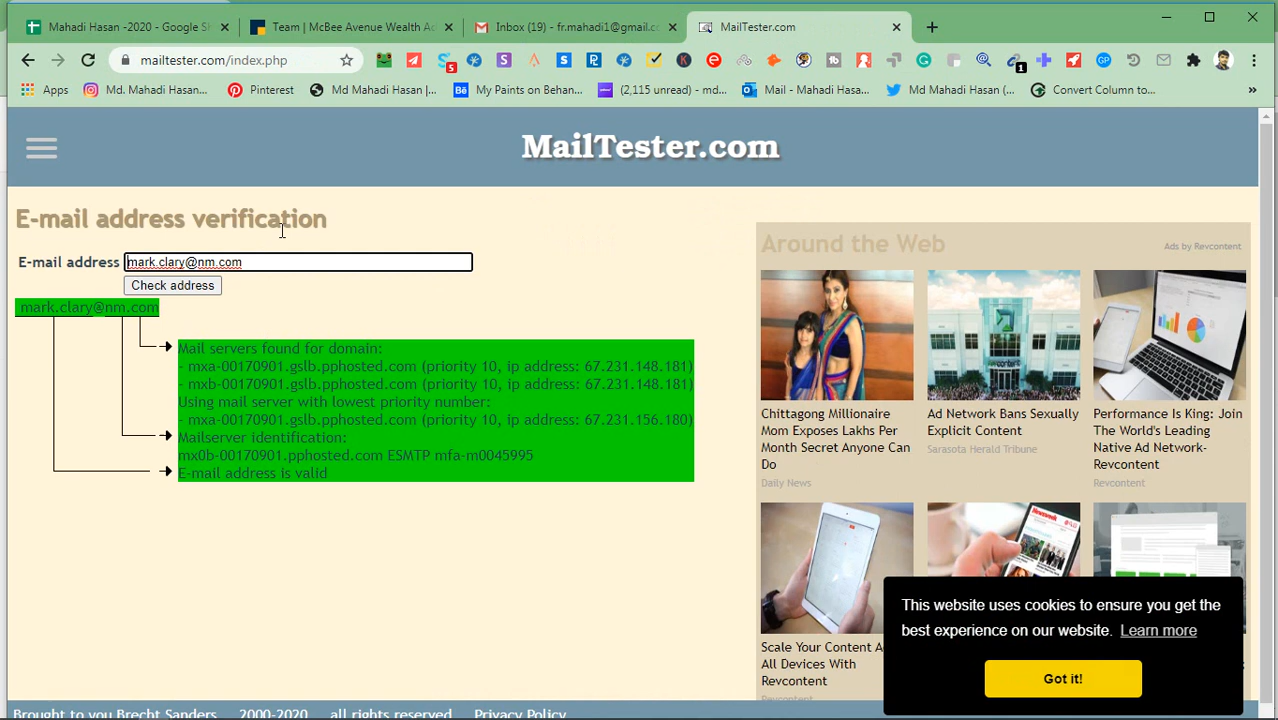 Mahadi Hasan -2020 - Google Sh
Team | McBee Avenue Wealth Ad
Inbox (19) - fr.mahadi1@gmail.c
MailTester.com
mailtester.com/index.php
5
1
Apps
Md. Mahadi Hasan...
Pinterest
Md Mahadi Hasan |...
My Paints on Behan...
(2,115 unread) - md...
Mail - Mahadi Hasa...
Md Mahadi Hasan (...
Convert Column to...
MailTester.com
E-mail address verification
E-mail address mark.clary@nm.com
Check address
mark.clary@nm.com
Mail servers found for domain:
- mxa-00170901.gslb.pphosted.com (priority 10, ip address: 67.231.148.181)
- mxb-00170901.gslb.pphosted.com (priority 10, ip address: 67.231.148.181)
Using mail server with lowest priority number:
- mxa-00170901.gslb.pphosted.com (priority 10, ip address: 67.231.156.180)
Mailserver identification:
mx0b-00170901.pphosted.com ESMTP mfa-m0045995
E-mail address is valid
Around the Web
Ads by Revcontent
Chittagong Millionaire
Mom Exposes Lakhs Per
Month Secret Anyone Can
Do
Daily News
Ad Network Bans Sexually
Explicit Content
Sarasota Herald Tribune
Performance Is King: Join
The World's Leading
Native Ad Network-
Revcontent
Revcontent
Scale Your Content A
All Devices With
Revcontent
Revcontent
This website uses cookies to ensure you get the
best experience on our website. Learn more
Got it!
Brought to you Brecht Sanders 2000-2020 all rights reserved Privacy Policy